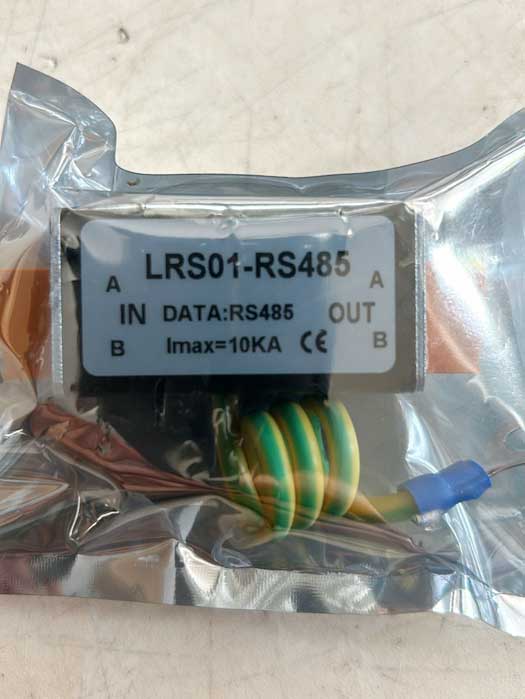 LRS01-RS485
A A
IN DATA:RS485 OUT
B Imax=10KA CE B